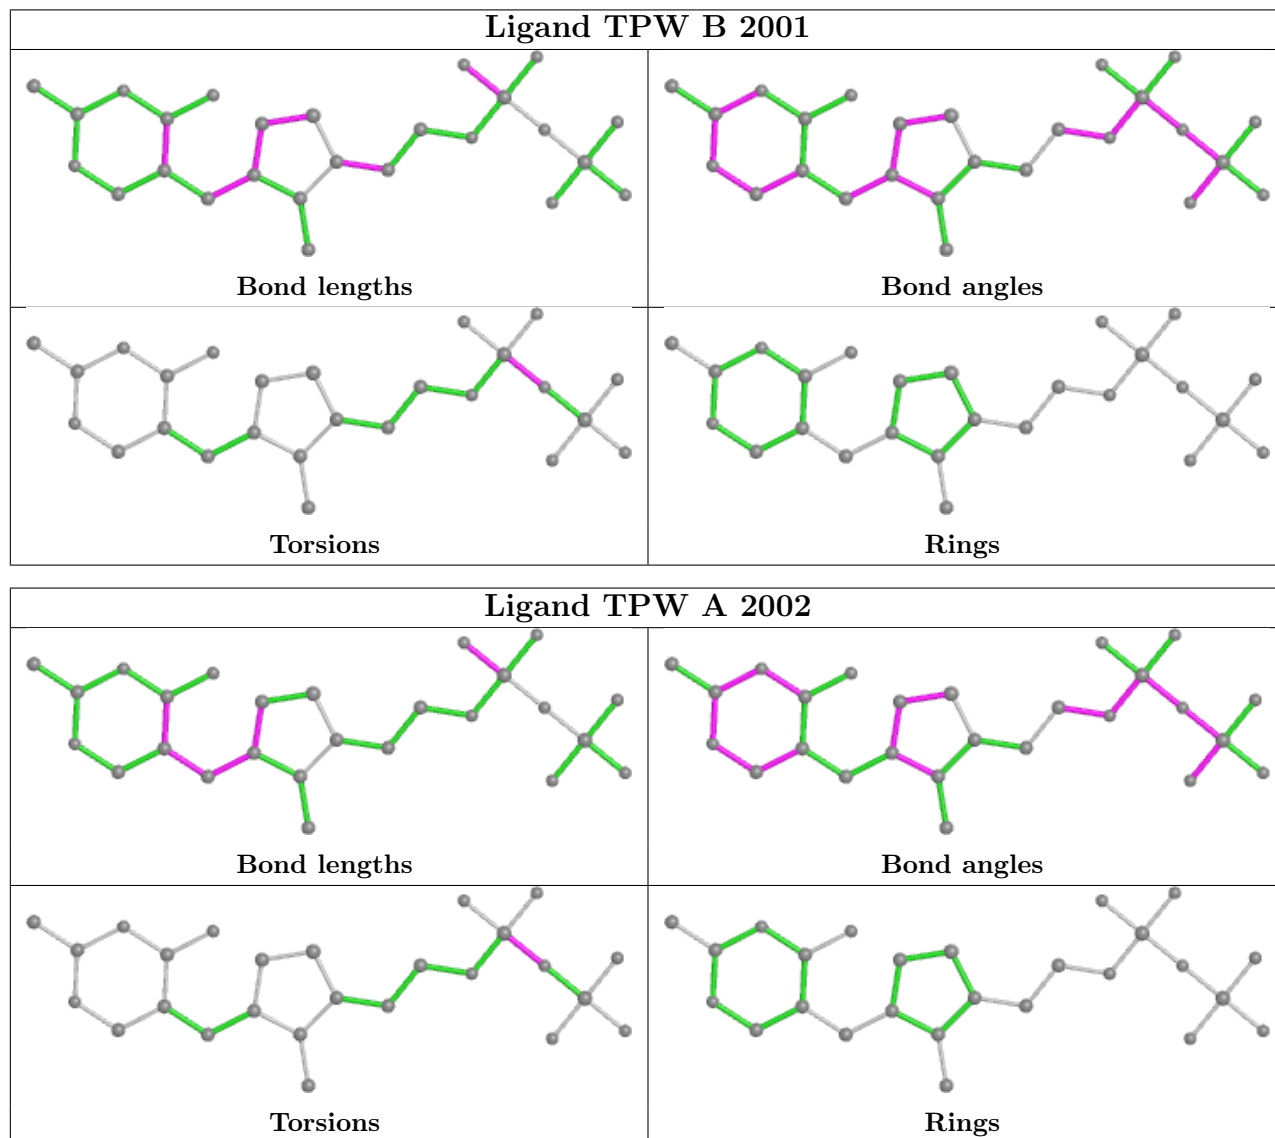 Ligand TPW B 2001
Bond lengths
Bond angles
Torsions
Rings
Ligand TPW A 2002
Bond lengths
Bond angles
Torsions
Rings